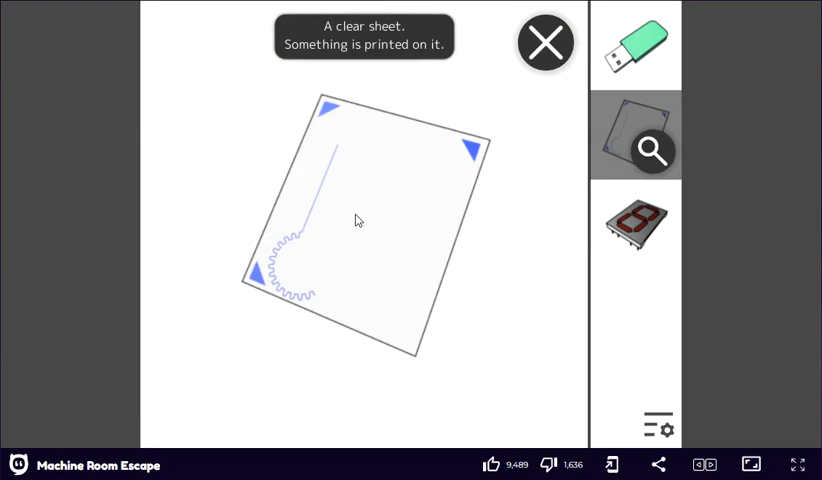 A clear sheet.
Something is printed on it.
Machine Room Escape
9,489
1,636